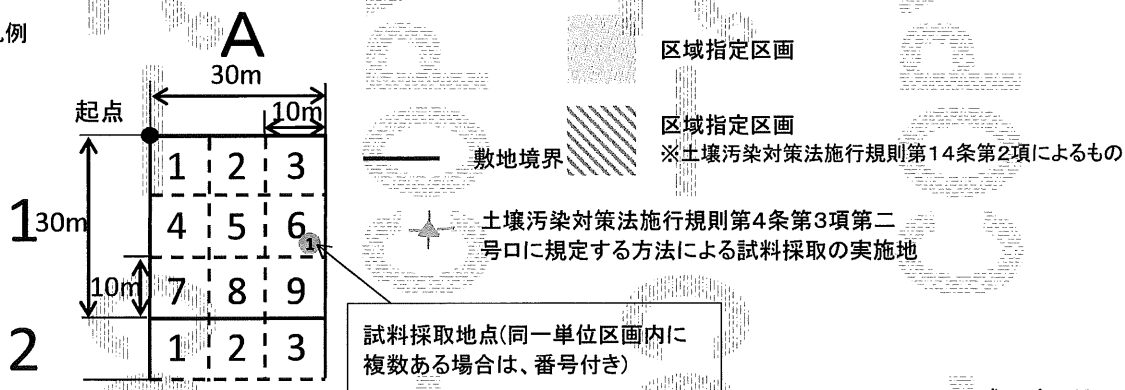 凡例
A
30m
10m
起点
1
30m
10m
1 2 3
4 5 6
1
7 8 9
2
1 2 3
区域指定区画
敷地境界
区域指定区画
※土壌汚染対策法施行規則第14条第2項によるもの
土壌汚染対策法施行規則第4条第3項第二
号ロに規定する方法による試料採取の実施地
試料採取地点(同一単位区画内に
複数ある場合は、番号付き)